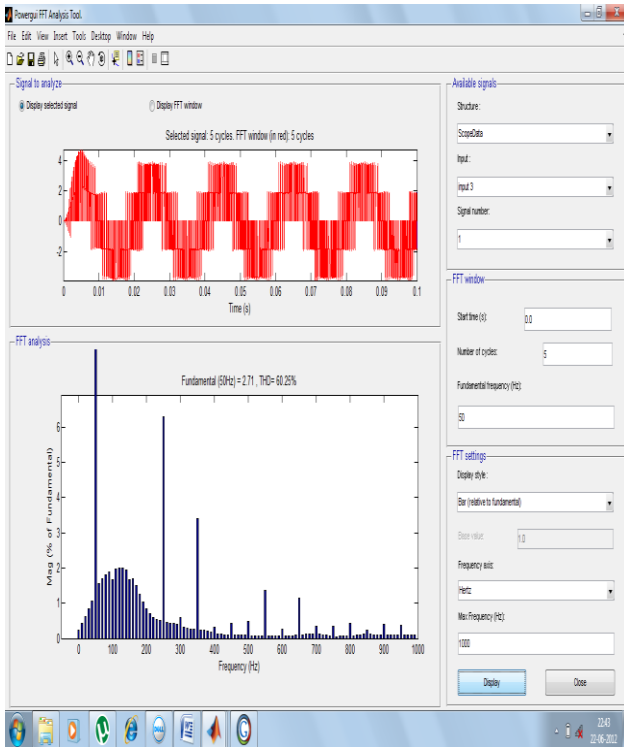 Powergui FFT Analysis Tool.
File Edit View Insert Tools Desktop Window Help
Signal to analyze
Display selected signal
Display FFT window
Selected signal: 5 cycles. FFT window (in red): 5 cycles
4
2
0
-2
0 0.01 0.02 0.03 0.04 0.05 0.06 0.07 0.08 0.09 0.1
Time (s)
FFT analysis
Fundamental (50Hz) = 2.71 , THD= 60.25%
Mag (% of Fundamental)
6
5
4
3
2
1
0
0 100 200 300 400 500 600 700 800 900 1000
Frequency (Hz)
Available signals
Structure :
ScopeData
Input :
input 3
Signal number:
1
FFT window
Start time (s):
0.0
Number of cycles:
5
Fundamental frequency (Hz):
50
FFT settings
Display style :
Bar (relative to fundamental)
Base value:
1.0
Frequency axis:
Hertz
Max Frequency (Hz):
1000
Display
Close
DELL
22:43
22-06-2012